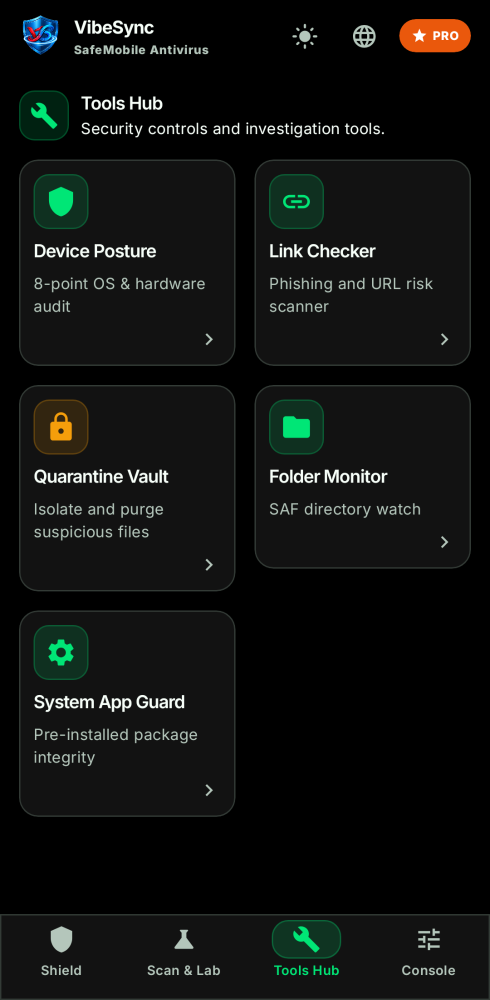 VibeSync
SafeMobile Antivirus
PRO
Tools Hub
Security controls and investigation tools.
Device Posture
8-point OS & hardware
audit
Link Checker
Phishing and URL risk
scanner
Quarantine Vault
Isolate and purge
suspicious files
Folder Monitor
SAF directory watch
System App Guard
Pre-installed package
integrity
Shield
Scan & Lab
Tools Hub
Console